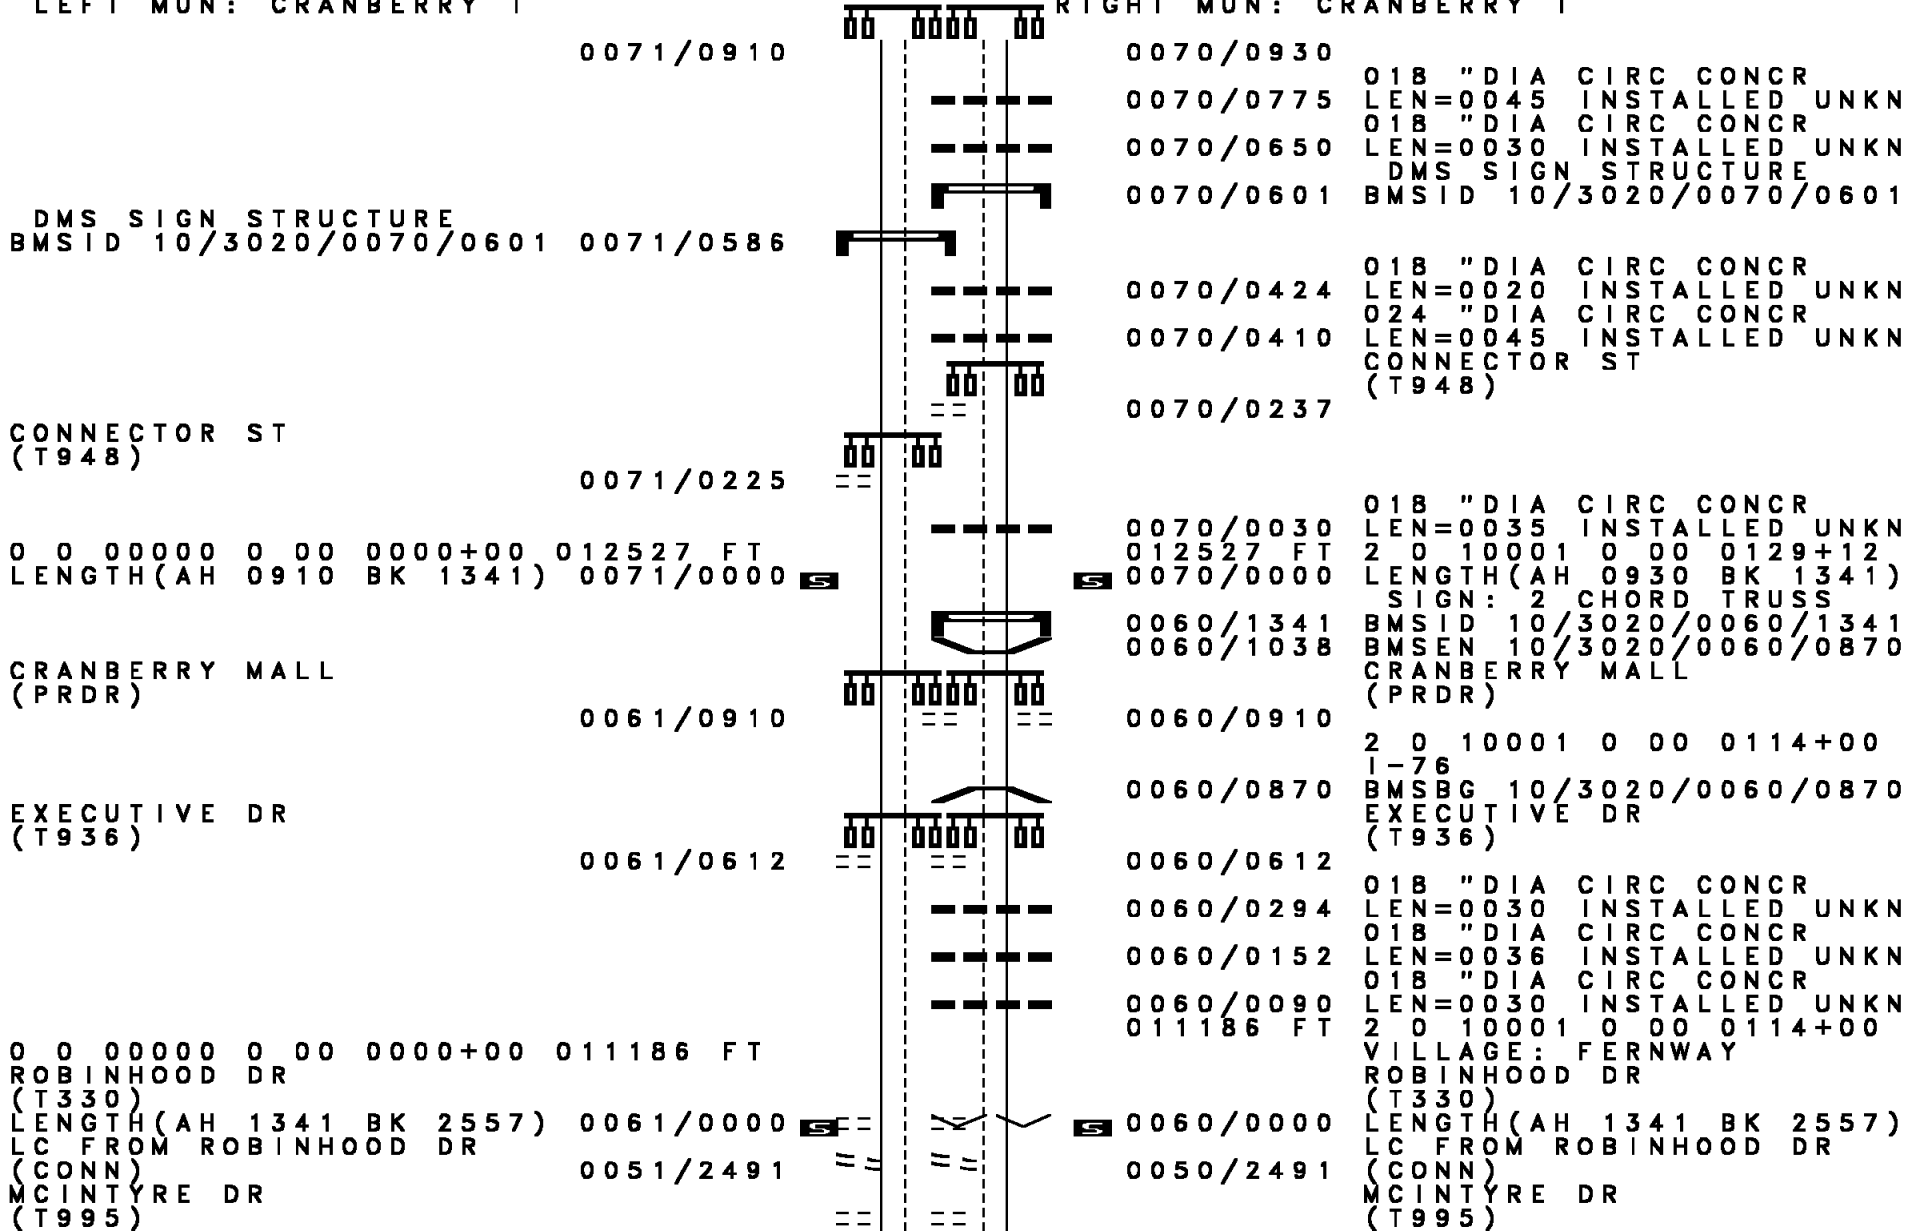 LEFT MUN: CRANBERRY T
RIGHT MUN: CRANBERRY T
0071/0910 0070/0930
018 "DIA CIRC CONCR
0070/0775 LEN=0045 INSTALLED UNKN
018 "DIA CIRC CONCR
0070/0650 LEN=0030 INSTALLED UNKN
DMS SIGN STRUCTURE
0070/0601 BMSID 10/3020/0070/0601
DMS SIGN STRUCTURE
BMSID 10/3020/0070/0601 0071/0586
018 "DIA CIRC CONCR
0070/0424 LEN=0020 INSTALLED UNKN
024 "DIA CIRC CONCR
0070/0410 LEN=0045 INSTALLED UNKN
CONNECTOR ST
(T948)
0070/0237
CONNECTOR ST
(T948)
0071/0225
018 "DIA CIRC CONCR
0070/0030 LEN=0035 INSTALLED UNKN
0 0 00000 0 00 0000+00 012527 FT 012527 FT 2 0 10001 0 00 0129+12
LENGTH(AH 0910 BK 1341) 0071/0000 S S 0070/0000 LENGTH(AH 0930 BK 1341)
SIGN: 2 CHORD TRUSS
0060/1341 BMSID 10/3020/0060/1341
0060/1038 BMSEN 10/3020/0060/0870
CRANBERRY MALL CRANBERRY MALL
(PRDR) (PRDR)
0061/0910 0060/0910
2 0 10001 0 00 0114+00
I-76
0060/0870 BMSBG 10/3020/0060/0870
EXECUTIVE DR EXECUTIVE DR
(T936) (T936)
0061/0612 0060/0612
018 "DIA CIRC CONCR
0060/0294 LEN=0030 INSTALLED UNKN
018 "DIA CIRC CONCR
0060/0152 LEN=0036 INSTALLED UNKN
018 "DIA CIRC CONCR
0060/0090 LEN=0030 INSTALLED UNKN
011186 FT 2 0 10001 0 00 0114+00
0 0 00000 0 00 0000+00 011186 FT VILLAGE: FERNWAY
ROBINHOOD DR ROBINHOOD DR
(T330) (T330)
LENGTH(AH 1341 BK 2557) 0061/0000 S S 0060/0000 LENGTH(AH 1341 BK 2557)
LC FROM ROBINHOOD DR LC FROM ROBINHOOD DR
(CONN) 0051/2491 0050/2491 (CONN)
MCINTYRE DR MCINTYRE DR
(T995) (T995)